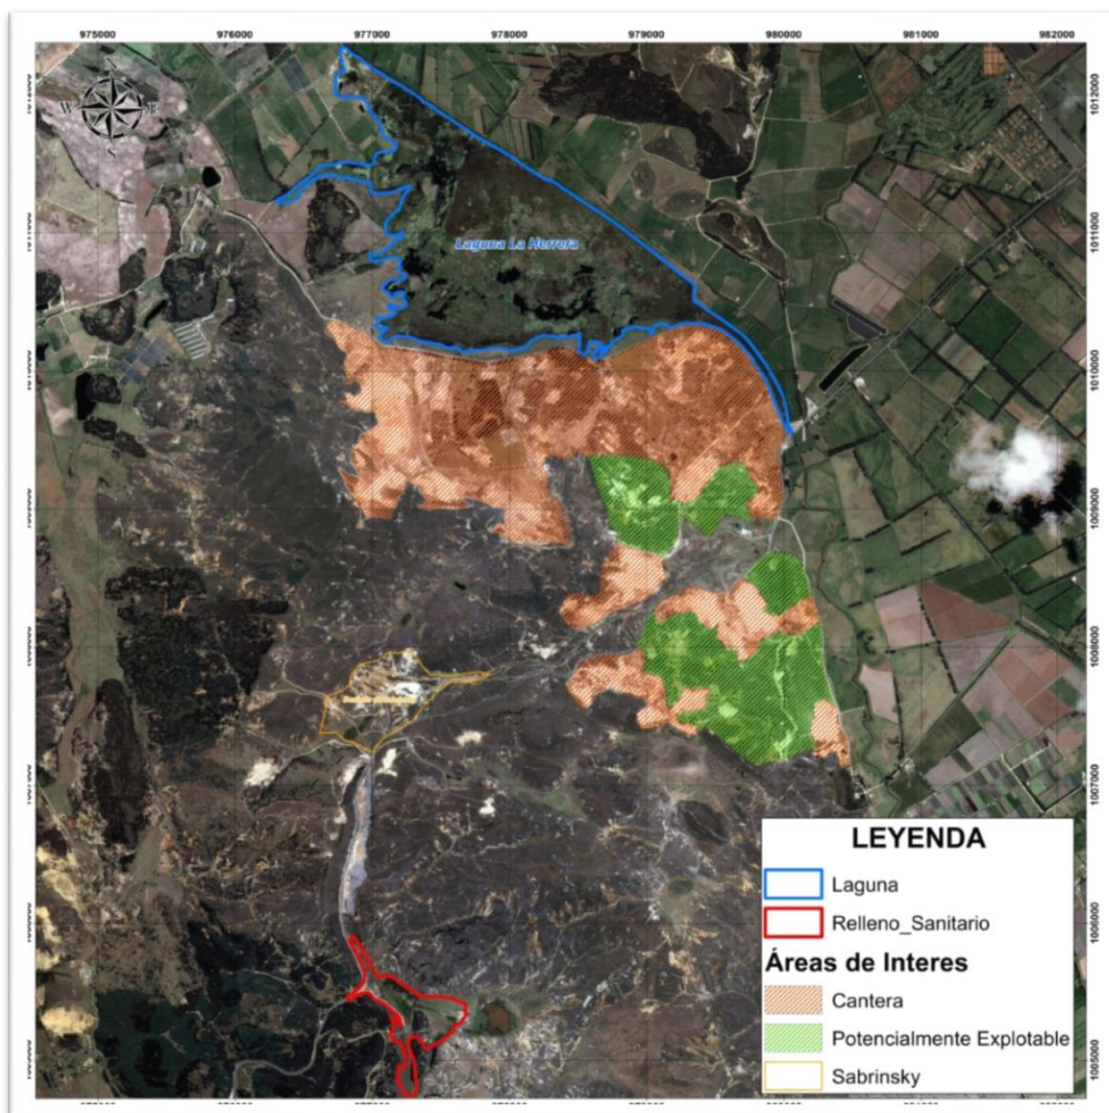 975000 976000 977000 978000 979000 980000 981000 982000
1012000
W E
S
1011000
Laguna La Herrera
1010000
1009000
1008000
1007000
LEYENDA
Laguna
Relleno_Sanitario
1006000
Áreas de Interes
Cantera
Potencialmente Explotable
1005000
Sabrinsky